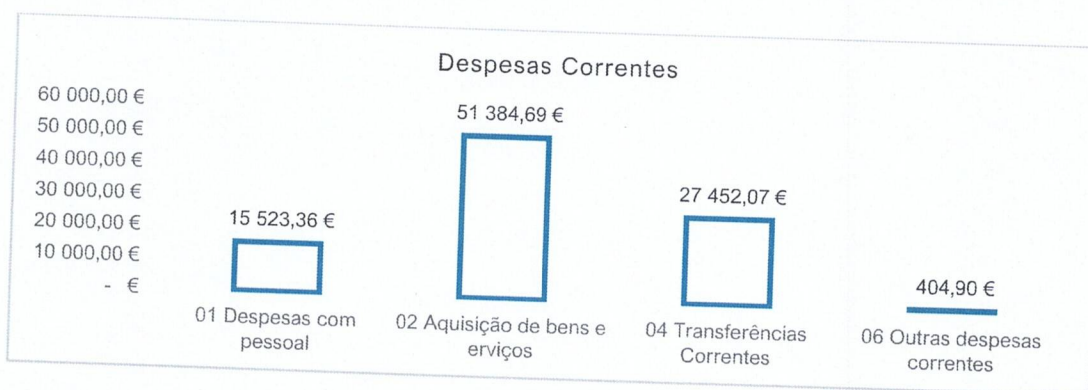 Despesas Correntes
60 000,00 €
50 000,00 €
40 000,00 €
30 000,00 €
20 000,00 €
10 000,00 €
- €
15 523,36 €
51 384,69 €
27 452,07 €
404,90 €
01 Despesas com
pessoal
02 Aquisição de bens e
erviços
04 Transferências
Correntes
06 Outras despesas
correntes